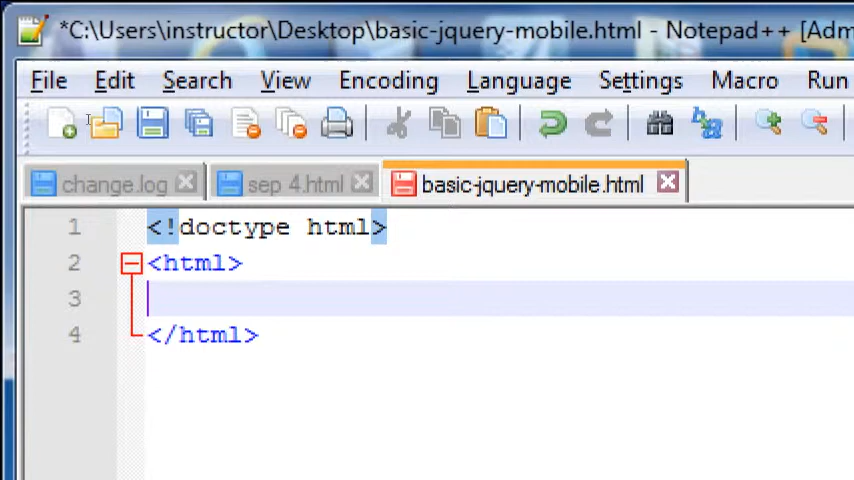 *C:\Users\instructor\Desktop\basic-jquery-mobile.html - Notepad++ [Adm
File Edit Search View Encoding Language Settings Macro Run
change.log sep 4.html basic-jquery-mobile.html
1 <!doctype html>
2 <html>
3
4 </html>